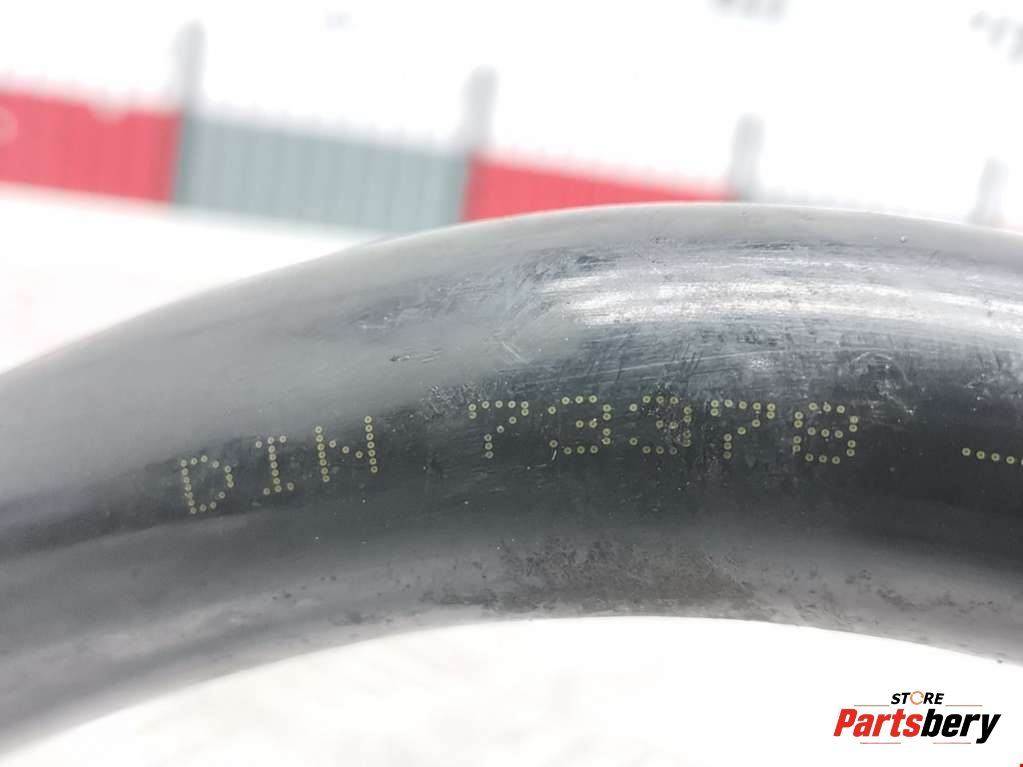 DIN 73378 -
STORE
Partsbery